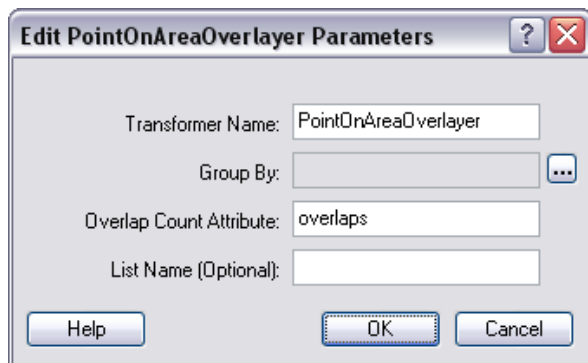 Edit PointOnAreaOverlayer Parameters ?
Transformer Name: PointOnAreaOverlayer
Group By: ...
Overlap Count Attribute: overlaps
List Name (Optional):
Help OK Cancel